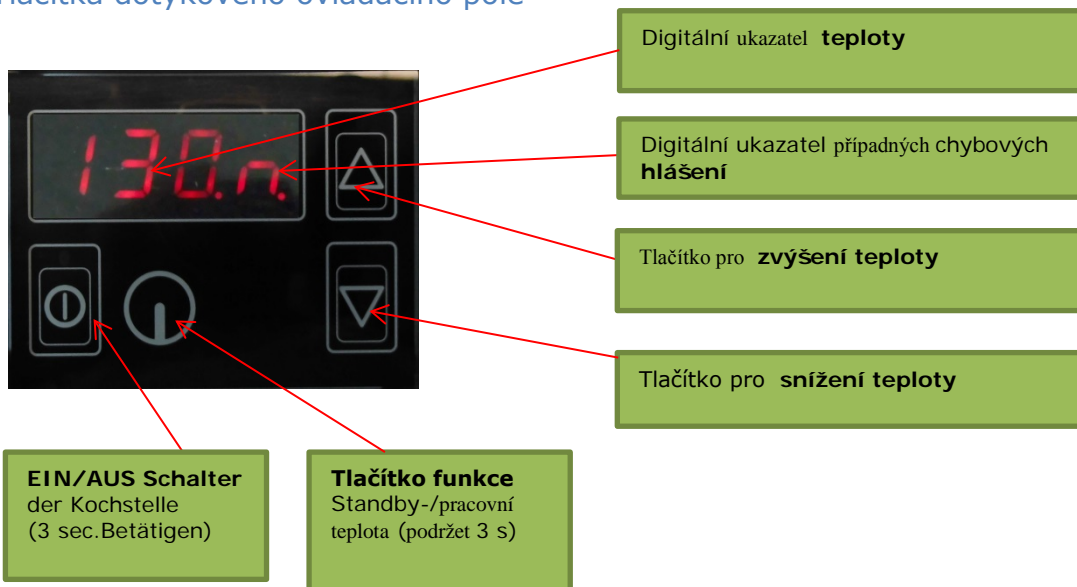 Tlačítka dotykového ovládacího pole
Digitální ukazatel teploty
130.n.
Digitální ukazatel případných chybových
hlášení
Tlačítko pro zvýšení teploty
Tlačítko pro snížení teploty
EIN/AUS Schalter
der Kochstelle
(3 sec.Betätigen)
Tlačítko funkce
Standby-/pracovní
teplota (podržet 3 s)